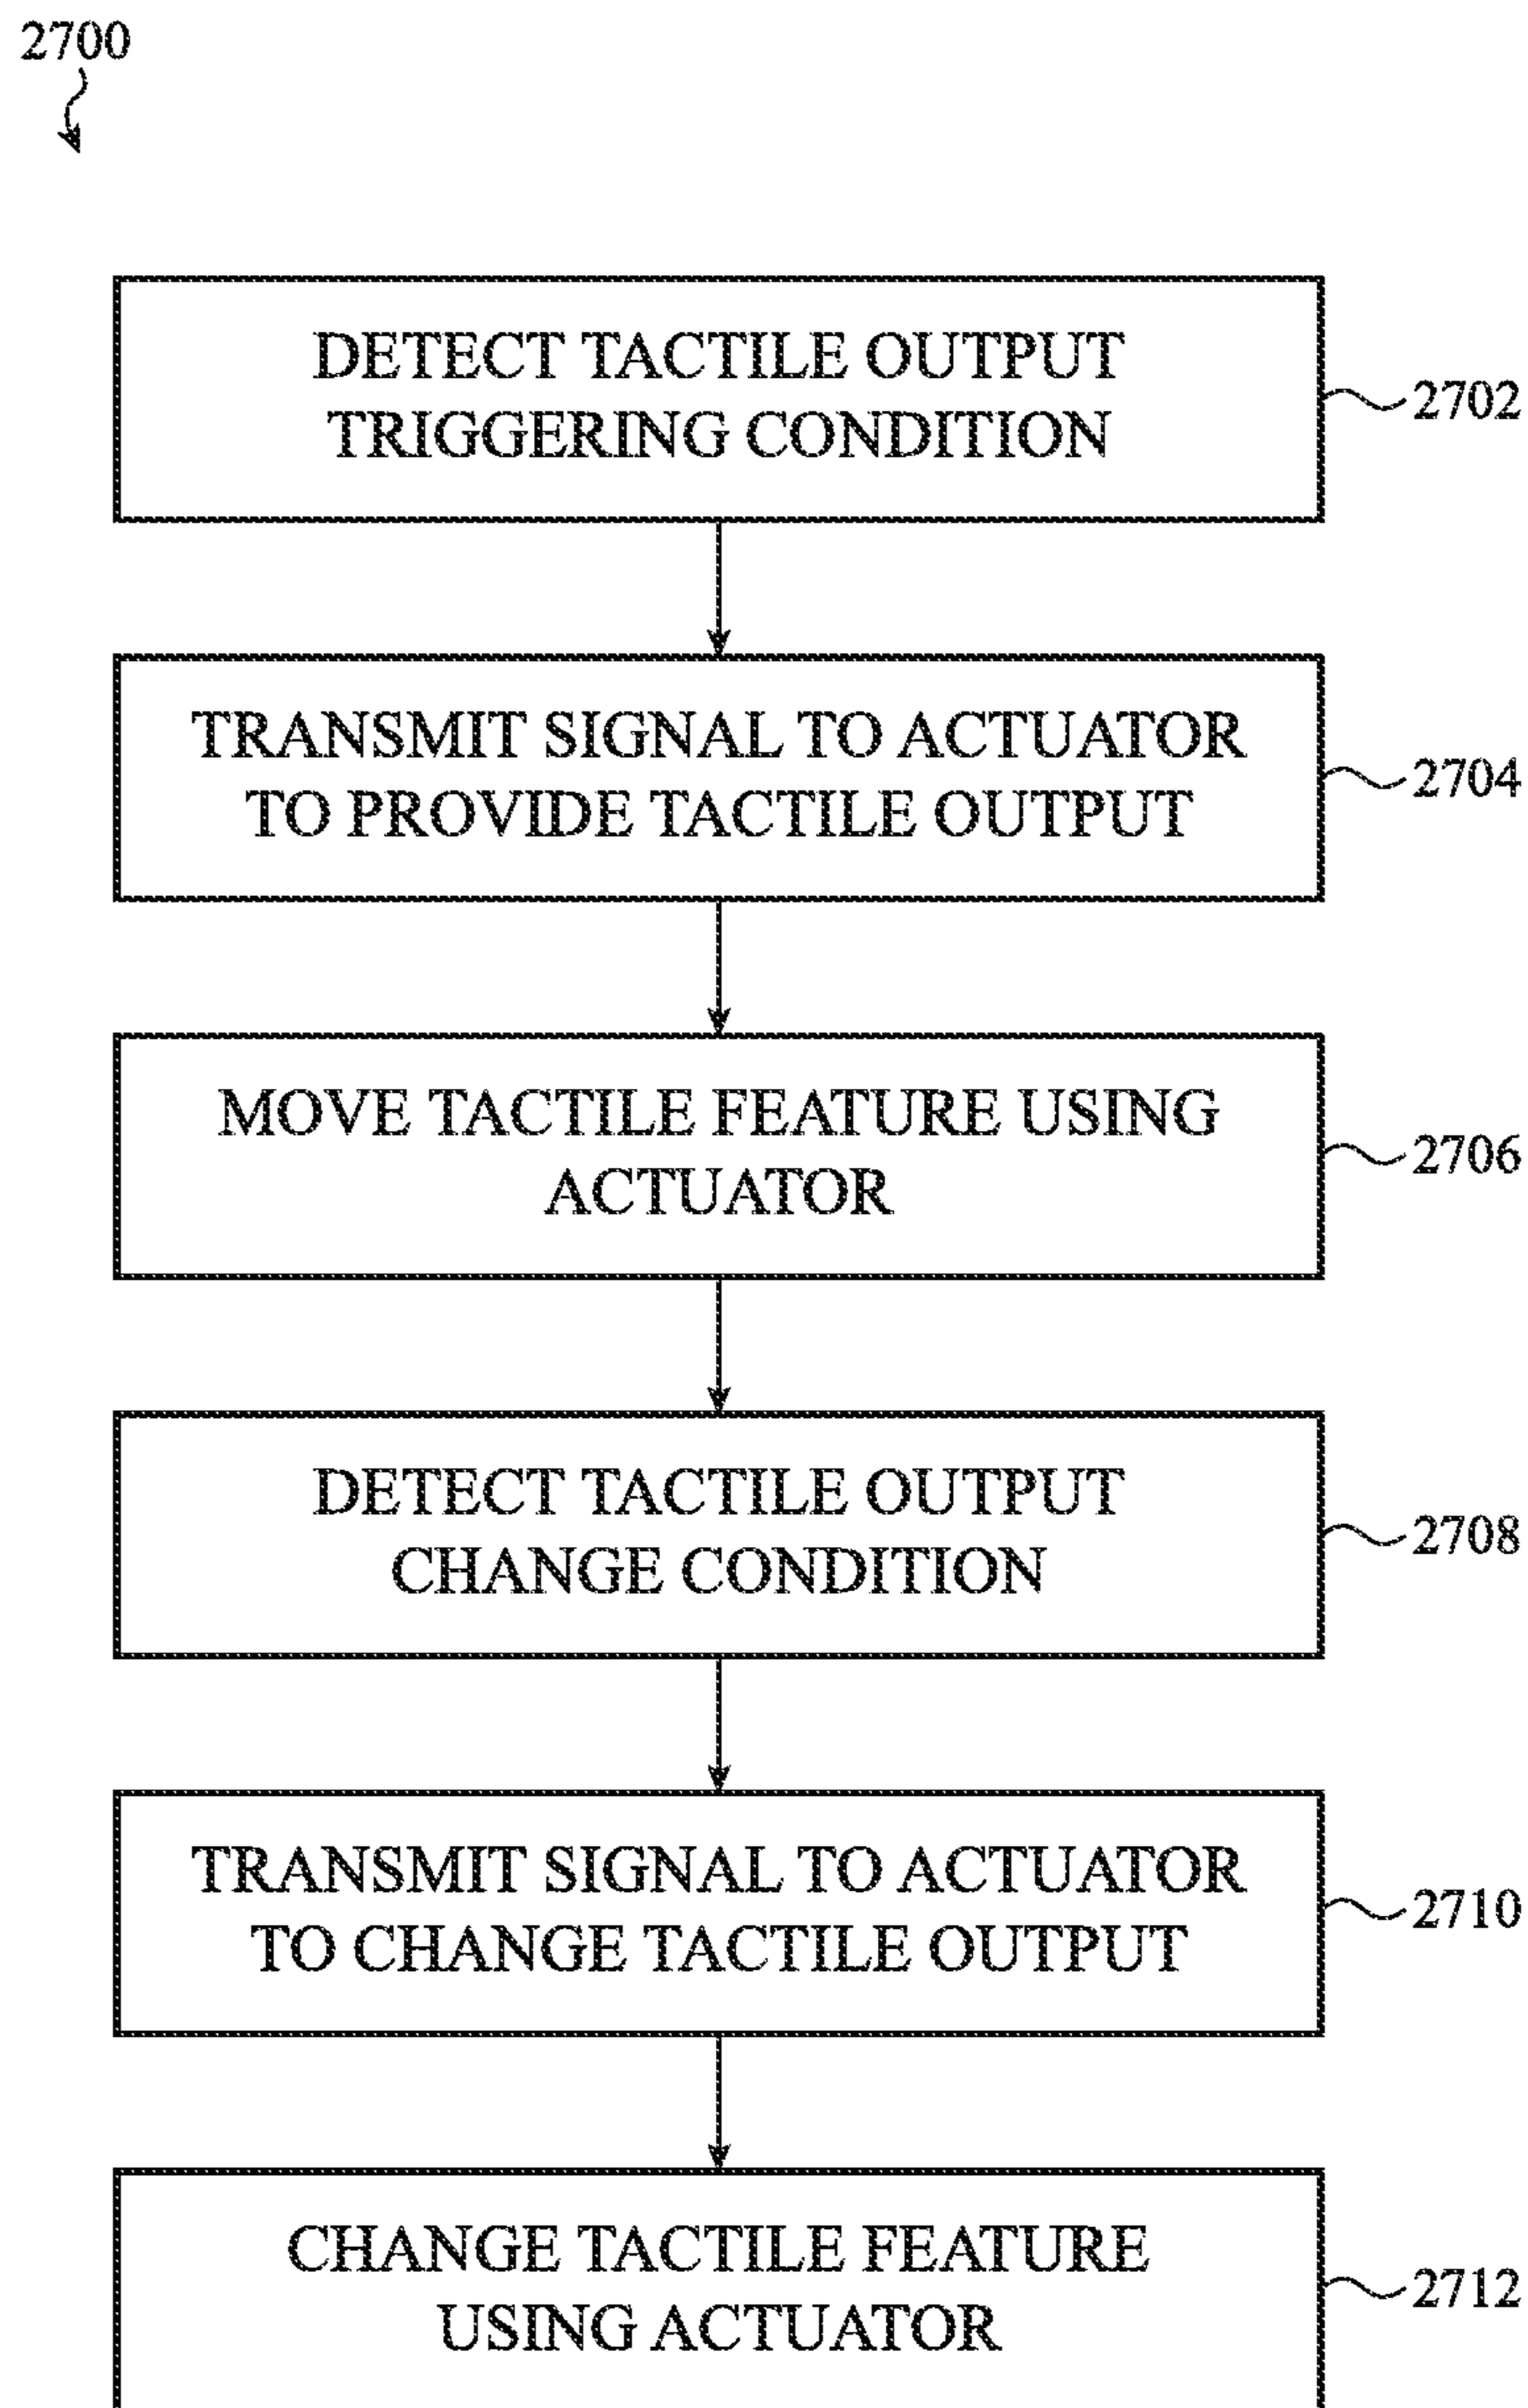 2700
DETECT TACTILE OUTPUT
TRIGGERING CONDITION
2702
TRANSMIT SIGNAL TO ACTUATOR
TO PROVIDE TACTILE OUTPUT
2704
MOVE TACTILE FEATURE USING
ACTUATOR
2706
DETECT TACTILE OUTPUT
CHANGE CONDITION
2708
TRANSMIT SIGNAL TO ACTUATOR
TO CHANGE TACTILE OUTPUT
2710
CHANGE TACTILE FEATURE
USING ACTUATOR
2712